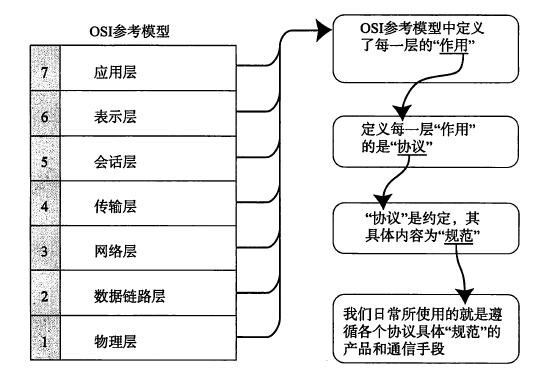 OSI参考模型
7 应用层
6 表示层
5 会话层
4 传输层
3 网络层
2 数据链路层
1 物理层
OSI参考模型中定义
了每一层的“作用”
定义每一层“作用”
的是“协议”
“协议”是约定，其
具体内容为“规范”
我们日常所使用的就是遵
循各个协议具体“规范”的
产品和通信手段